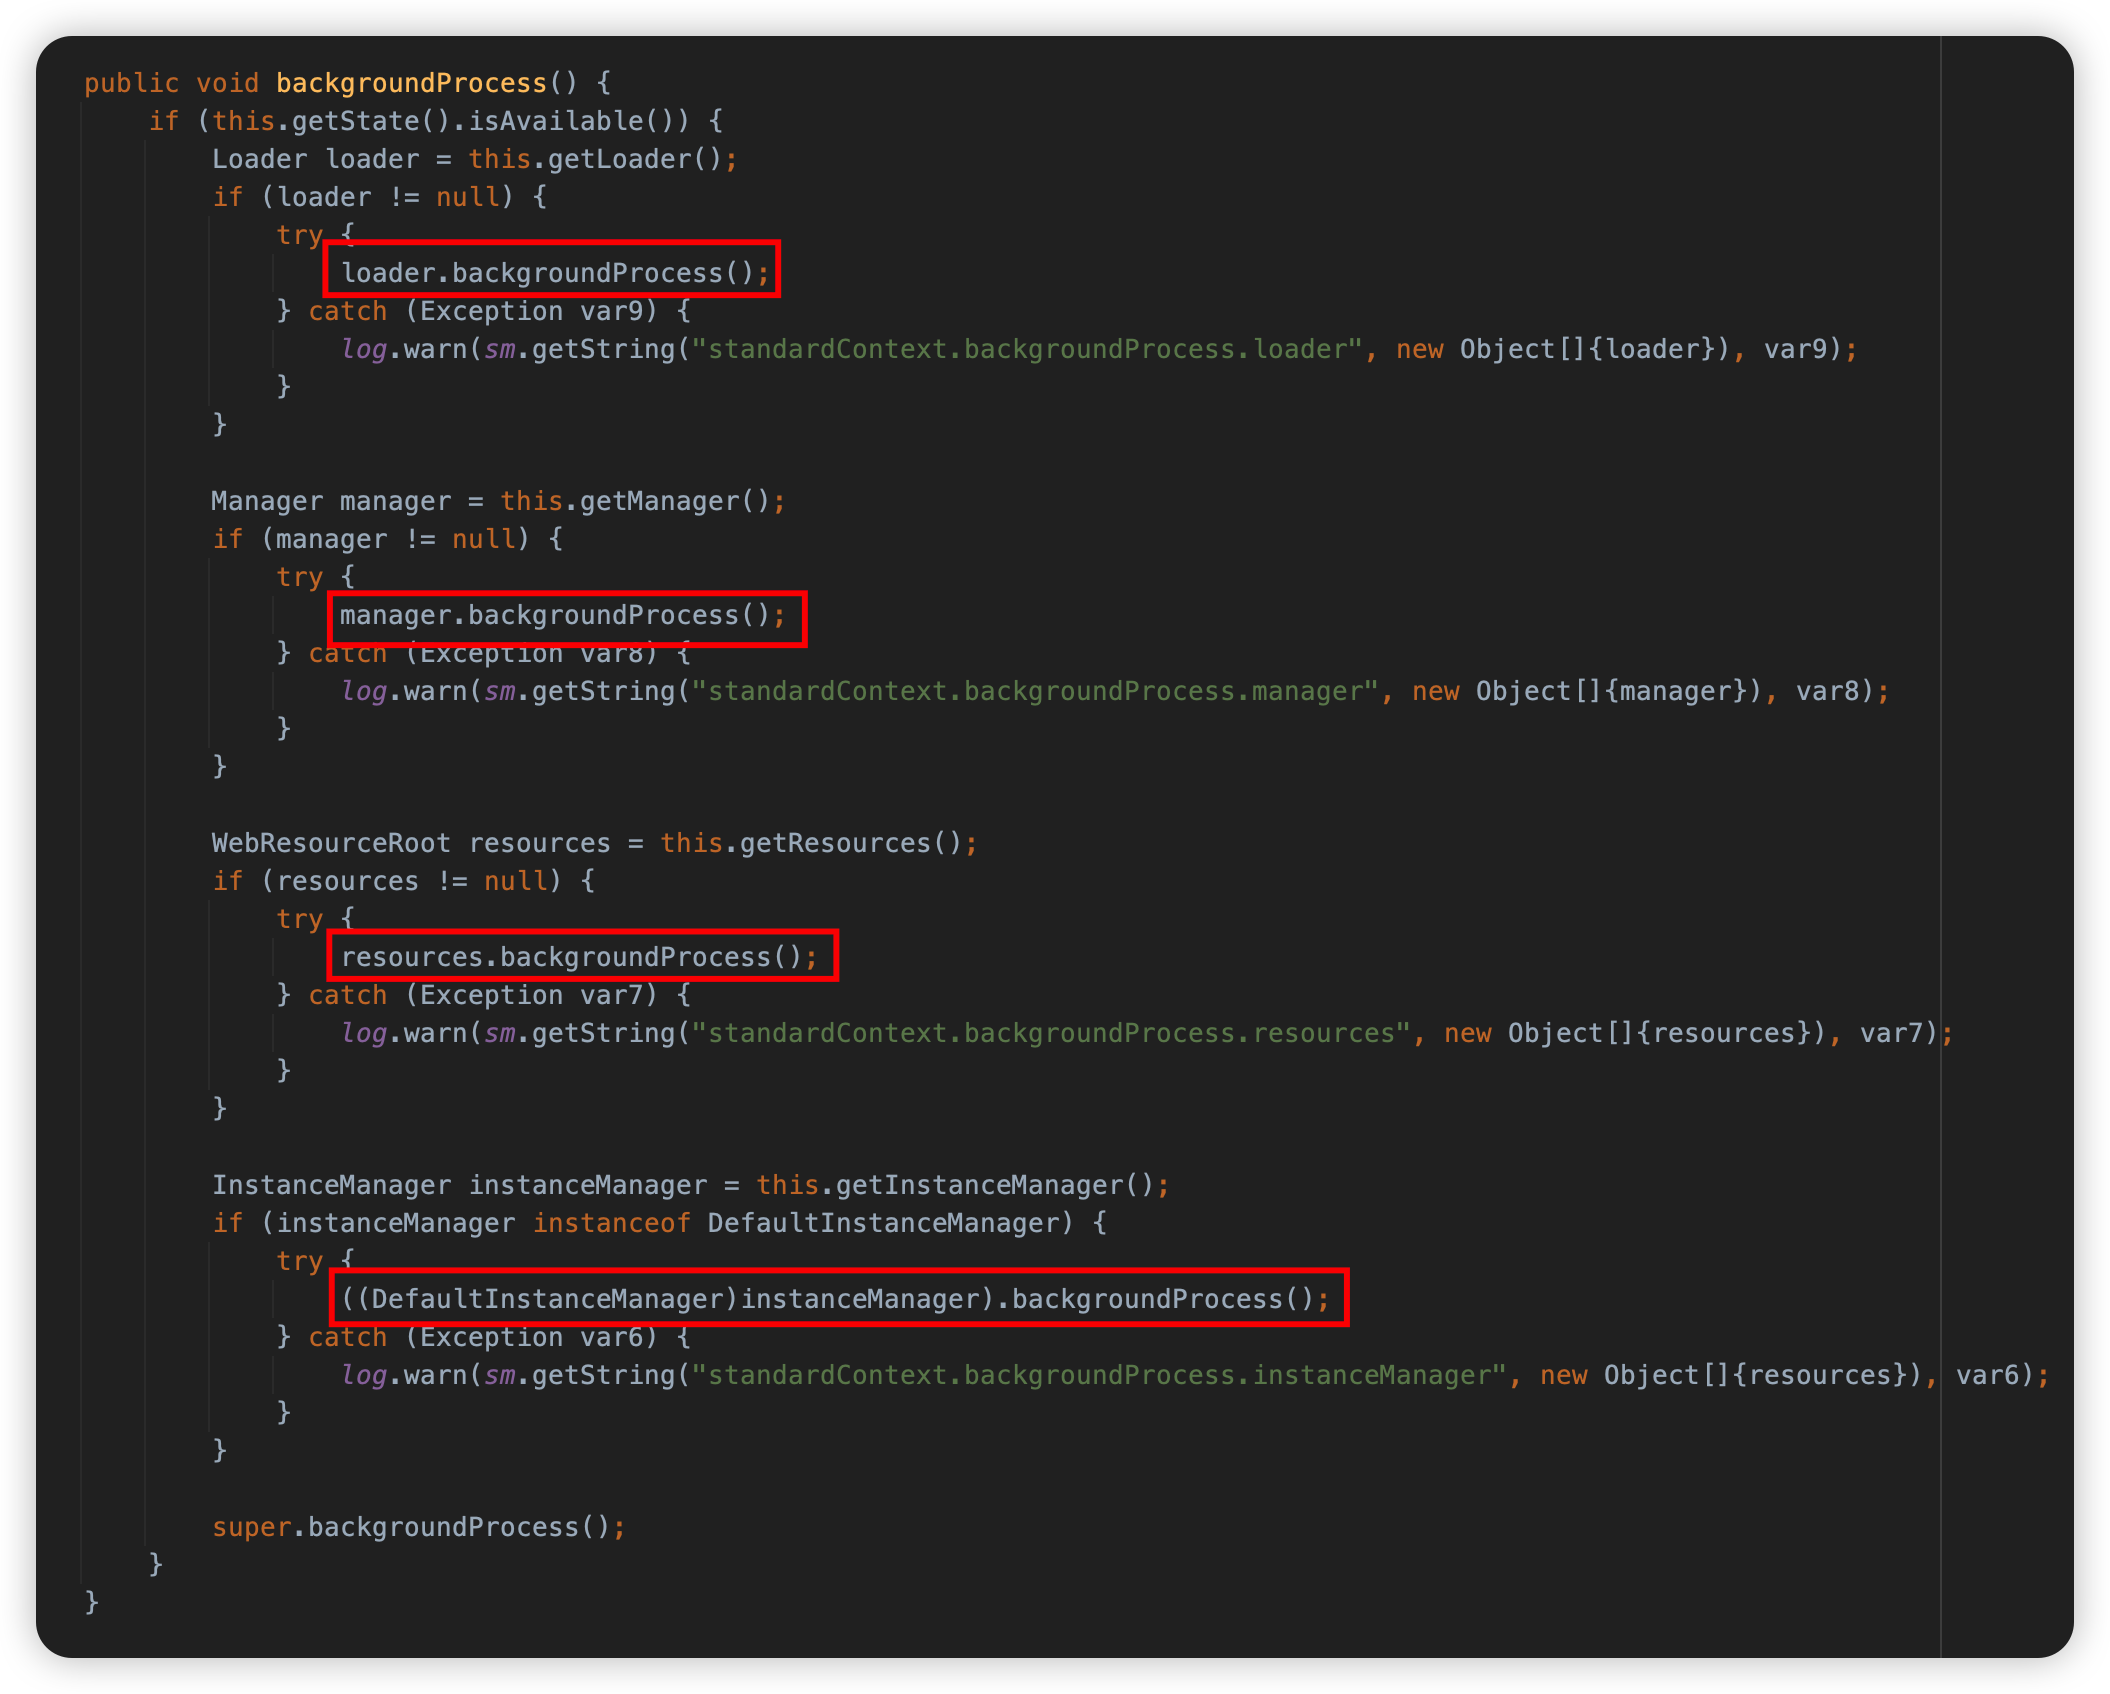 public void backgroundProcess() {
    if (this.getState().isAvailable()) {
        Loader loader = this.getLoader();
        if (loader != null) {
            try {
                loader.backgroundProcess();
            } catch (Exception var9) {
                log.warn(sm.getString("standardContext.backgroundProcess.loader", new Object[]{loader}), var9);
            }
        }

        Manager manager = this.getManager();
        if (manager != null) {
            try {
                manager.backgroundProcess();
            } catch (Exception var8) {
                log.warn(sm.getString("standardContext.backgroundProcess.manager", new Object[]{manager}), var8);
            }
        }

        WebResourceRoot resources = this.getResources();
        if (resources != null) {
            try {
                resources.backgroundProcess();
            } catch (Exception var7) {
                log.warn(sm.getString("standardContext.backgroundProcess.resources", new Object[]{resources}), var7);
            }
        }

        InstanceManager instanceManager = this.getInstanceManager();
        if (instanceManager instanceof DefaultInstanceManager) {
            try {
                ((DefaultInstanceManager)instanceManager).backgroundProcess();
            } catch (Exception var6) {
                log.warn(sm.getString("standardContext.backgroundProcess.instanceManager", new Object[]{resources}), var6);
            }
        }

        super.backgroundProcess();
    }
}